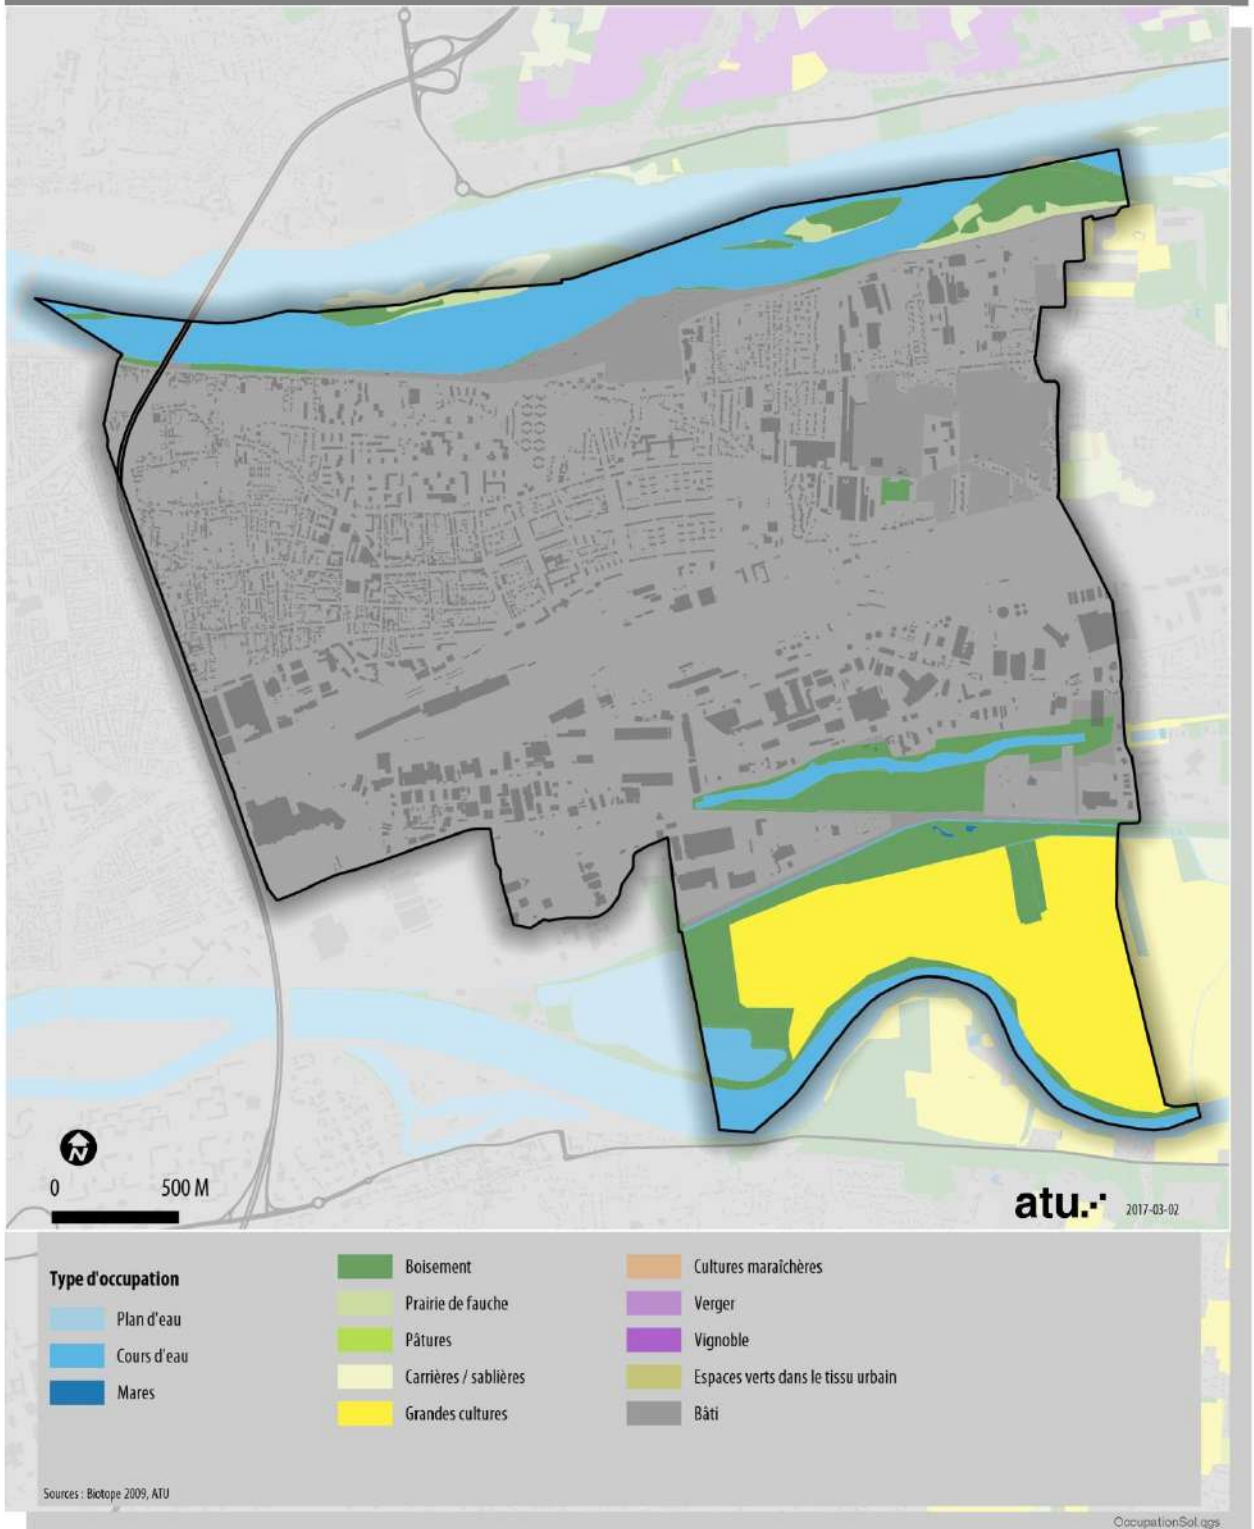 N
0 500 M
atu.
2017-03-02
Type d'occupation
Plan d'eau
Cours d'eau
Mares
Boisement
Prairie de fauche
Pâtures
Carrières / sablières
Grandes cultures
Cultures maraîchères
Verger
Vignoble
Espaces verts dans le tissu urbain
Bâti
Sources : Biotope 2009, ATU
OccupationSol.qgs